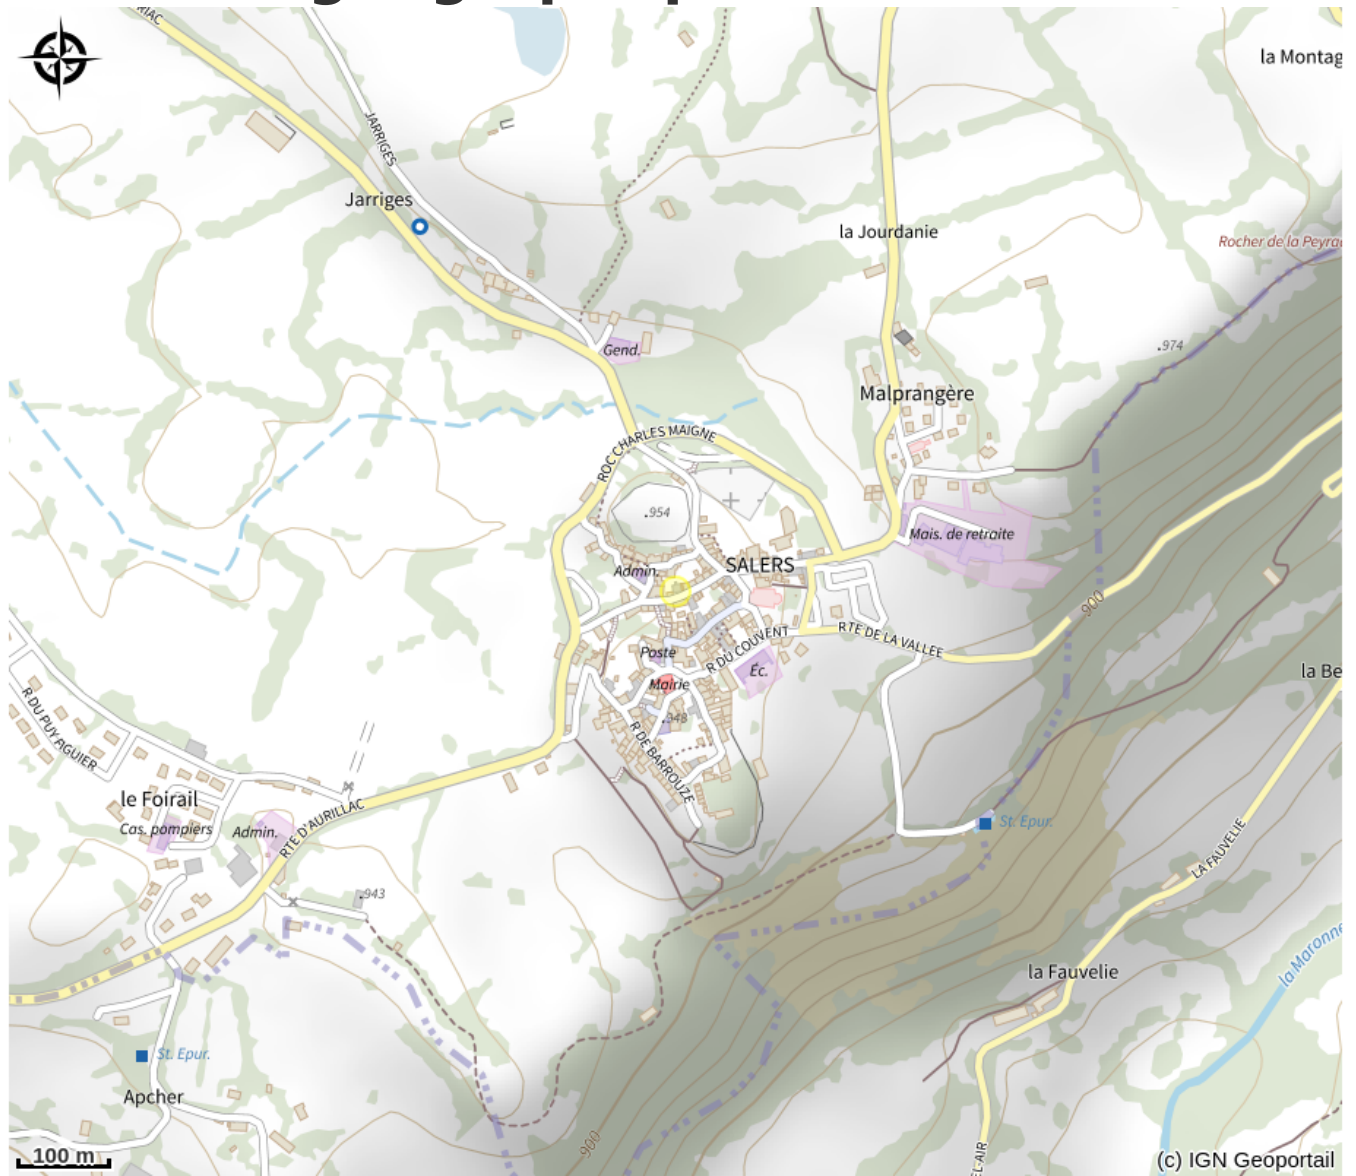 RIAC
la Montag
JARRIGES
Jarriges
la Jourdanie
Rocher de la Peyra
974
Gend.
Malprangère
ROC CHARLES MAIGNE
954
Mais. de retraite
SALERS
Admin.
900
RTE DE LA VALLEE
R DU COUVENT
Poste
Éc.
la Be
Mairie
948
R DU PUY AGUIER
R DE BARROUZE
le Foirail
Cas. pompiers
Admin.
RTE D'AURILLAC
St. Epur.
LA FAUVELIE
943
la Maronne
la Fauvelie
St. Epur.
Apcher
900
EL AIR
100 m
(c) IGN Geoportail